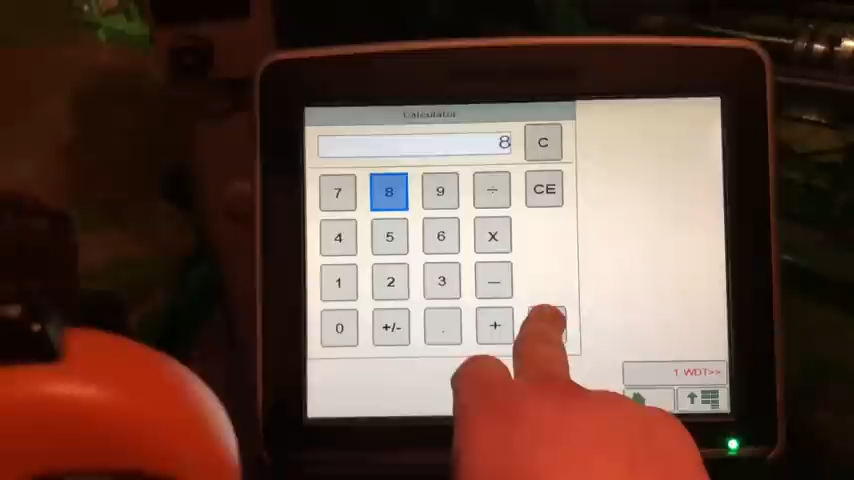 Calculator
8
C
7 8 9 ÷ CE
4 5 6 X
1 2 3 —
0 +/- . +
1 WDT>>